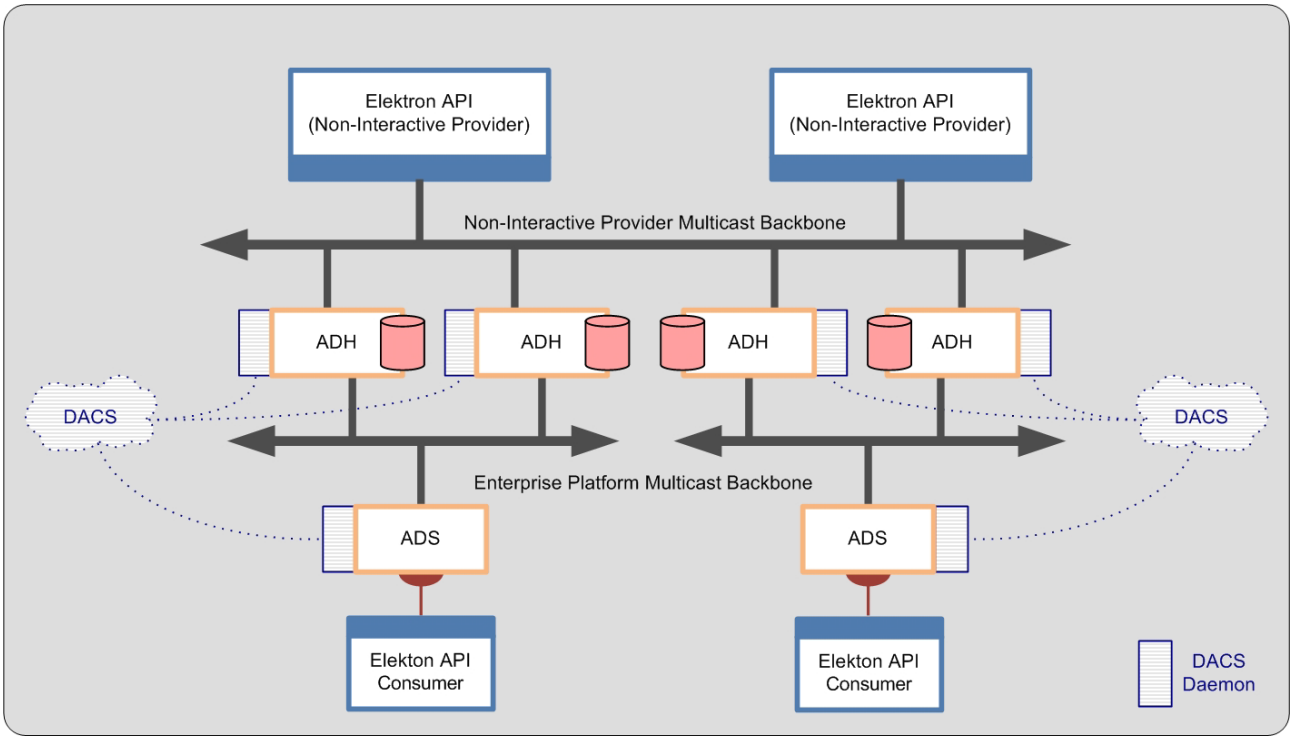 Elektron API
(Non-Interactive Provider)
Elektron API
(Non-Interactive Provider)
Non-Interactive Provider Multicast Backbone
ADH
ADH
ADH
ADH
DACS
DACS
Enterprise Platform Multicast Backbone
ADS
ADS
Elekton API
Consumer
Elekton API
Consumer
DACS
Daemon